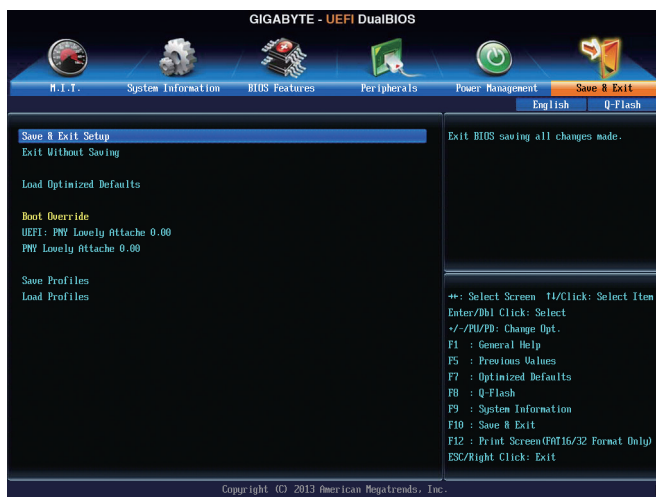 GIGABYTE - UEFI DualBIOS
M.I.T.
System Information
BIOS Features
Peripherals
Power Management
Save & Exit
English
Q-Flash
Save & Exit Setup
Exit Without Saving
Load Optimized Defaults
Boot Override
UEFI: PNY Lovely Attache 0.00
PNY Lovely Attache 0.00
Save Profiles
Load Profiles
Exit BIOS saving all changes made.
→←: Select Screen ↑↓/Click: Select Item
Enter/Dbl Click: Select
+/-/PU/PD: Change Opt.
F1 : General Help
F5 : Previous Values
F7 : Optimized Defaults
F8 : Q-Flash
F9 : System Information
F10 : Save & Exit
F12 : Print Screen(FAT16/32 Format Only)
ESC/Right Click: Exit
Copyright (C) 2013 American Megatrends, Inc.